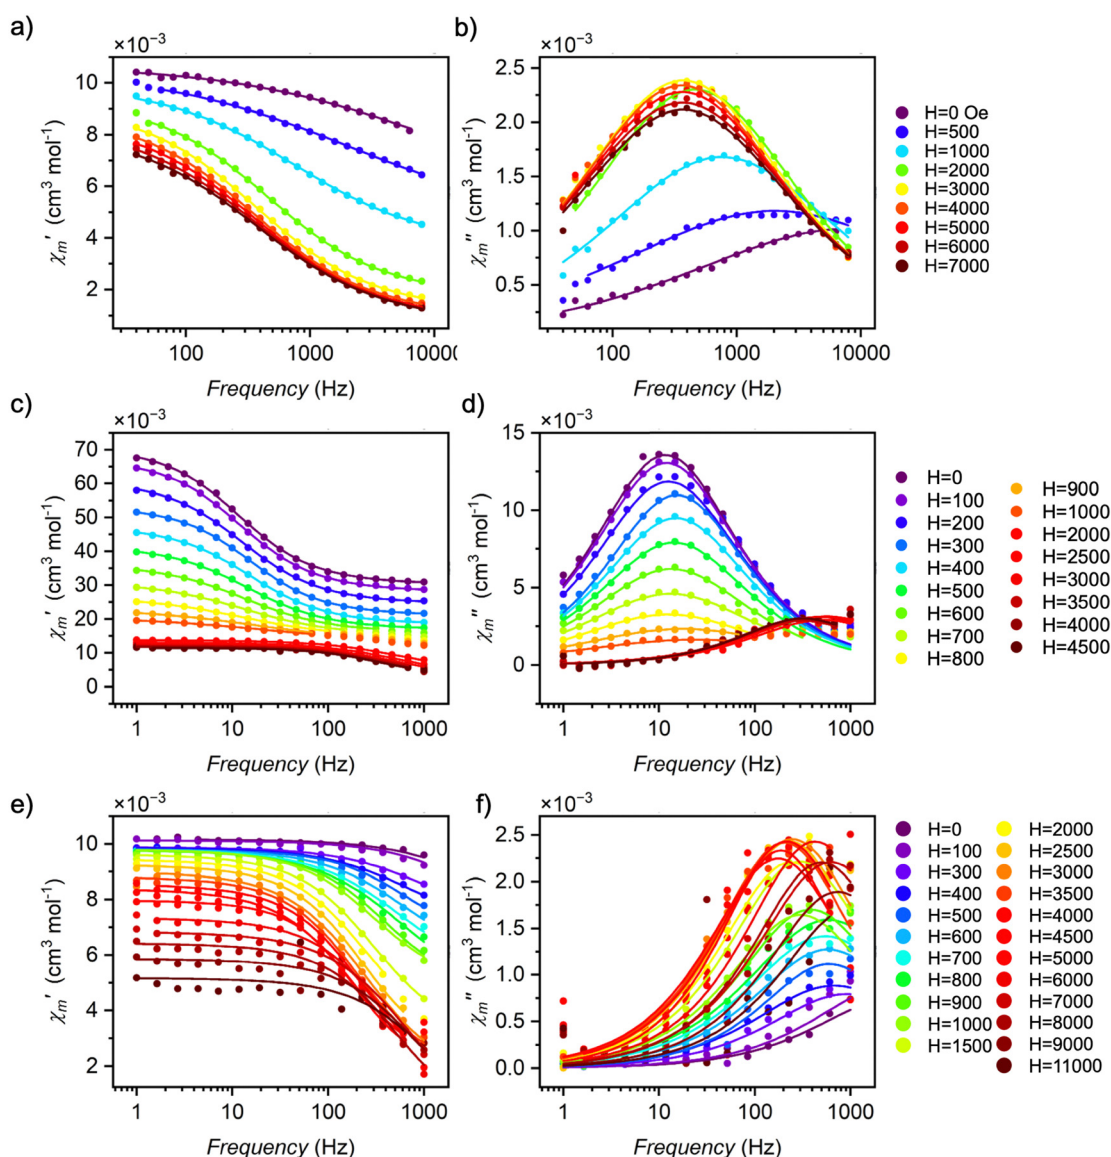 a)
×10⁻³
10
8
6
4
2
χm′ (cm³ mol⁻¹)
100
1000
10000
Frequency (Hz)
b)
×10⁻³
2.5
2.0
1.5
1.0
0.5
χm″ (cm³ mol⁻¹)
100
1000
10000
Frequency (Hz)
H=0 Oe
H=500
H=1000
H=2000
H=3000
H=4000
H=5000
H=6000
H=7000
c)
×10⁻³
70
60
50
40
30
20
10
0
χm′ (cm³ mol⁻¹)
1
10
100
1000
Frequency (Hz)
d)
×10⁻³
15
10
5
0
χm″ (cm³ mol⁻¹)
1
10
100
1000
Frequency (Hz)
H=0
H=100
H=200
H=300
H=400
H=500
H=600
H=700
H=800
H=900
H=1000
H=2000
H=2500
H=3000
H=3500
H=4000
H=4500
e)
×10⁻³
10
8
6
4
2
χm′ (cm³ mol⁻¹)
1
10
100
1000
Frequency (Hz)
f)
×10⁻³
2.5
2.0
1.5
1.0
0.5
0.0
χm″ (cm³ mol⁻¹)
1
10
100
1000
Frequency (Hz)
H=0
H=100
H=300
H=400
H=500
H=600
H=700
H=800
H=900
H=1000
H=1500
H=2000
H=2500
H=3000
H=3500
H=4000
H=4500
H=5000
H=6000
H=7000
H=8000
H=9000
H=11000